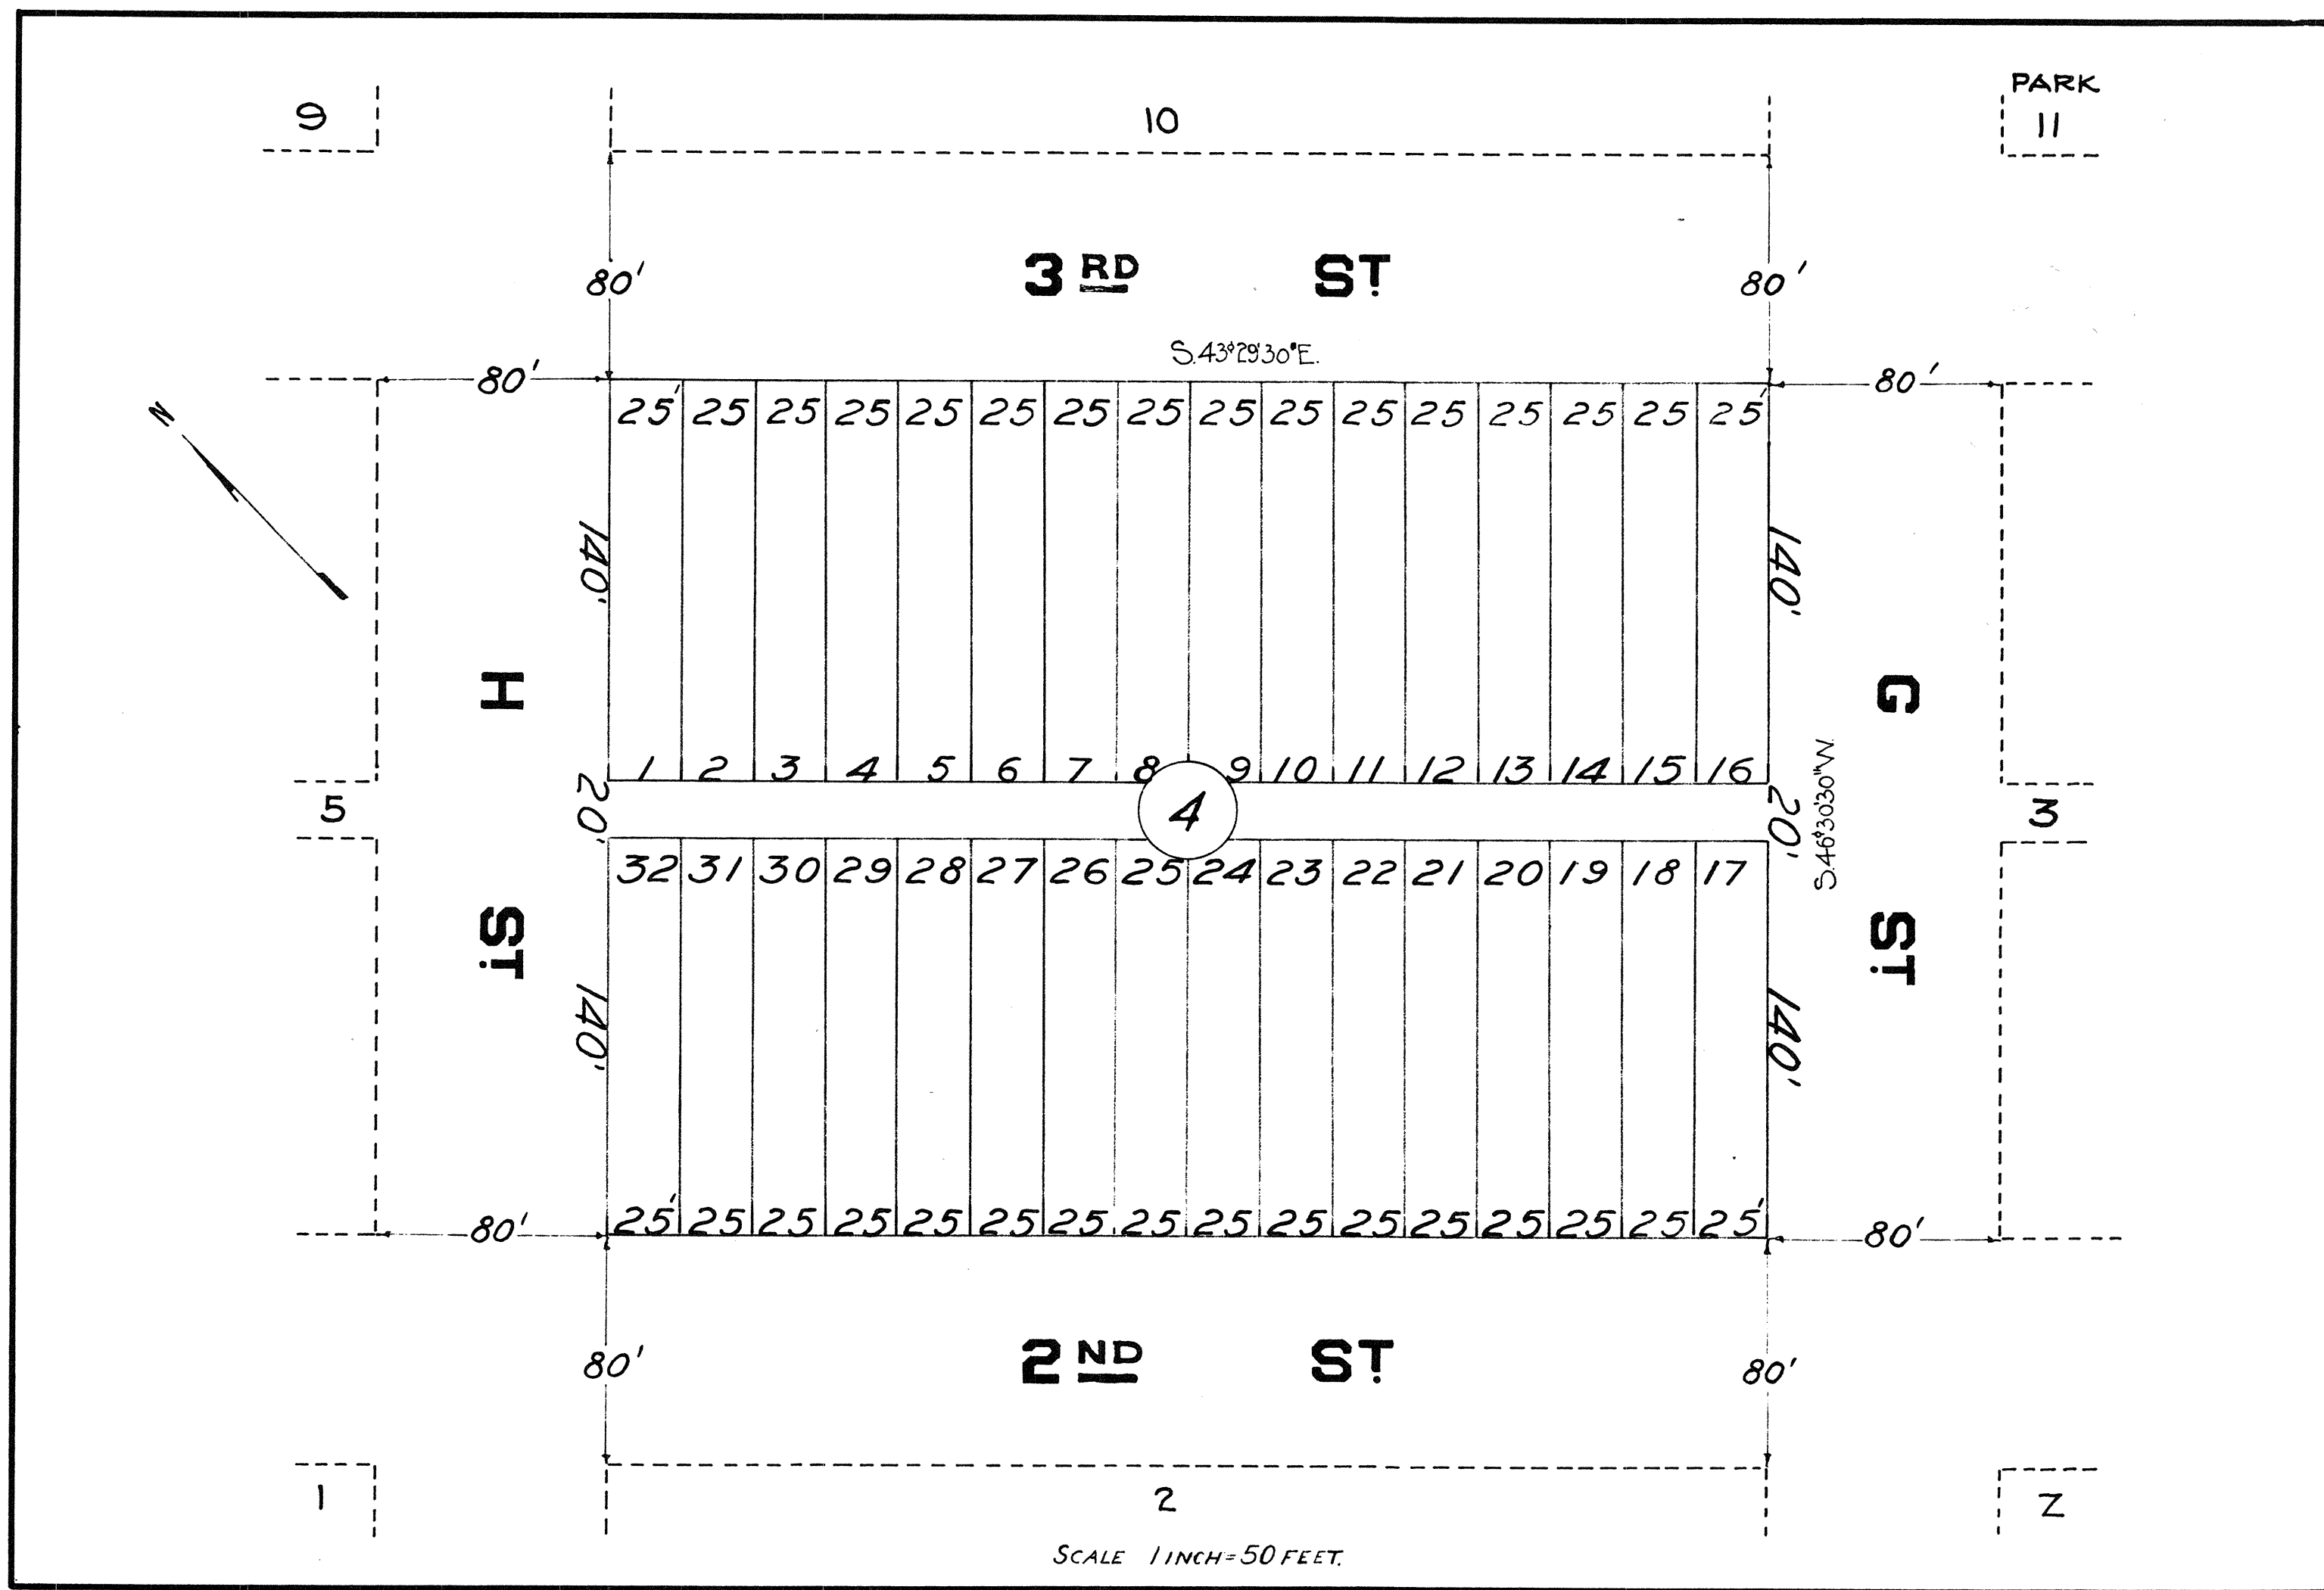 PARK
9 10 11
3RD ST.
80' 80'
S.43°29'30"E.
80' 80'
N
25' 25 25 25 25 25 25 25 25 25 25 25 25 25 25 25'
140' 140'
H G
1 2 3 4 5 6 7 8 9 10 11 12 13 14 15 16
5 20' 4 20' S.46°30'30"W. 3
32 31 30 29 28 27 26 25 24 23 22 21 20 19 18 17
ST. ST.
140' 140'
25' 25 25 25 25 25 25 25 25 25 25 25 25 25 25 25'
80' 80'
2ND ST.
80' 80'
1 2 Z
SCALE 1 INCH = 50 FEET.